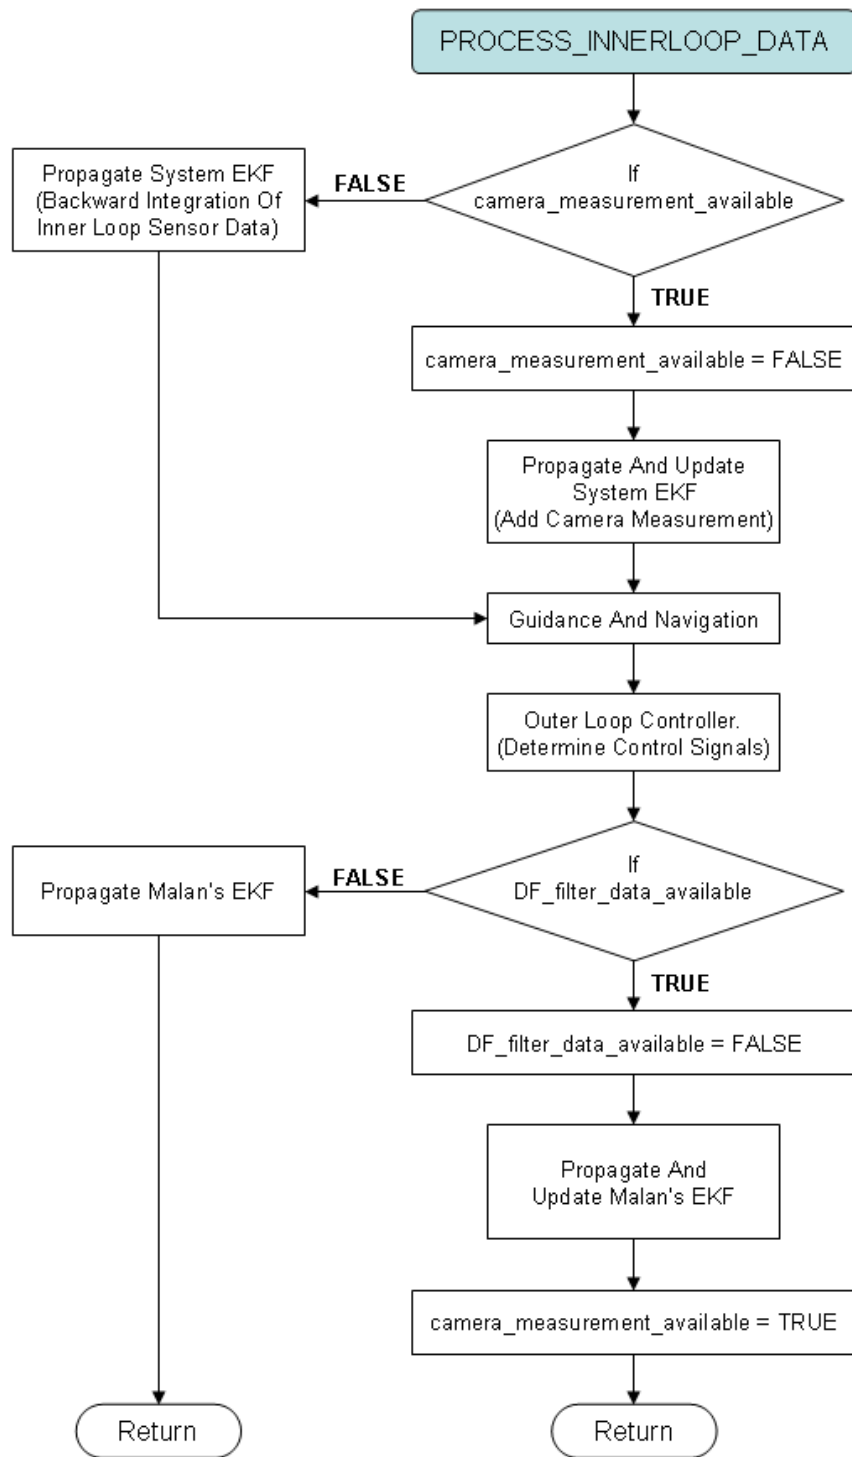 PROCESS_INNERLOOP_DATA
If
camera_measurement_available
FALSE
Propagate System EKF
(Backward Integration Of
Inner Loop Sensor Data)
TRUE
camera_measurement_available = FALSE
Propagate And Update
System EKF
(Add Camera Measurement)
Guidance And Navigation
Outer Loop Controller.
(Determine Control Signals)
If
DF_filter_data_available
FALSE
Propagate Malan's EKF
TRUE
DF_filter_data_available = FALSE
Propagate And
Update Malan's EKF
camera_measurement_available = TRUE
Return
Return